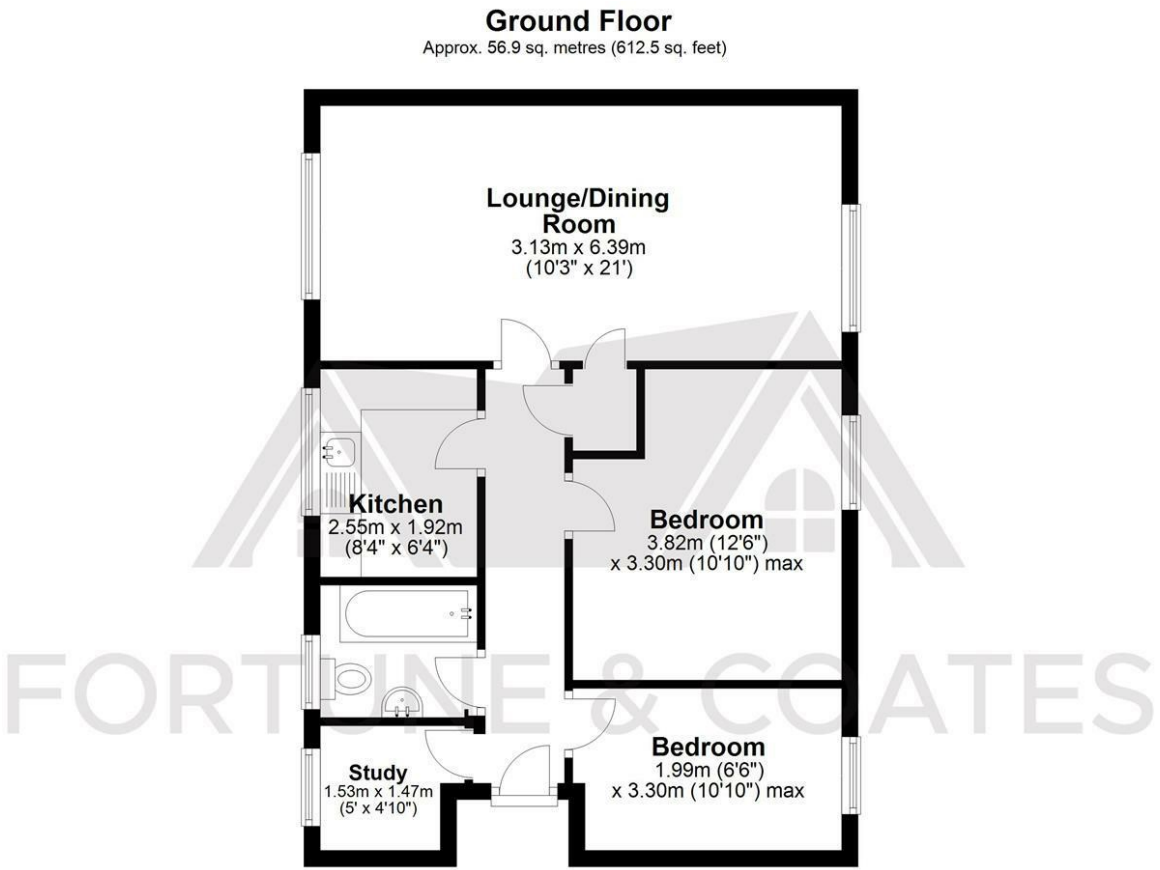 Ground Floor
Approx. 56.9 sq. metres (612.5 sq. feet)
Lounge/Dining
Room
3.13m x 6.39m
(10'3" x 21')
Kitchen
2.55m x 1.92m
(8'4" x 6'4")
Bedroom
3.82m (12'6")
x 3.30m (10'10") max
FORTUNE & COATES
Bedroom
1.99m (6'6")
x 3.30m (10'10") max
Study
1.53m x 1.47m
(5' x 4'10")